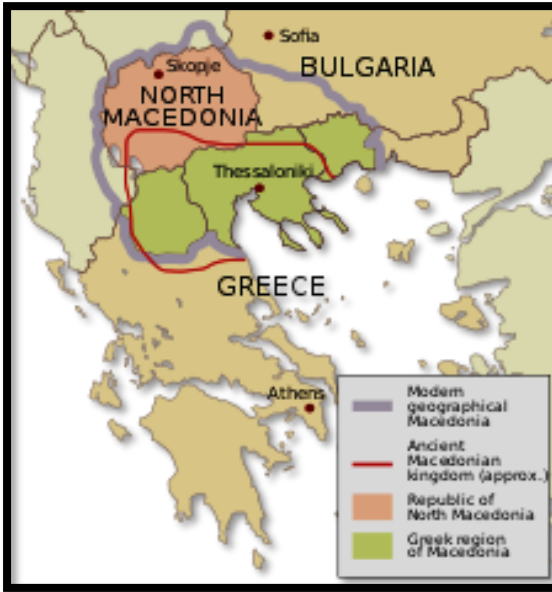 Sofia
BULGARIA
Skopje
NORTH
MACEDONIA
Thessaloniki
GREECE
Athens
Modern
geographical
Macedonia
Ancient
Macedonian
kingdom (approx.)
Republic of
North Macedonia
Greek region
of Macedonia